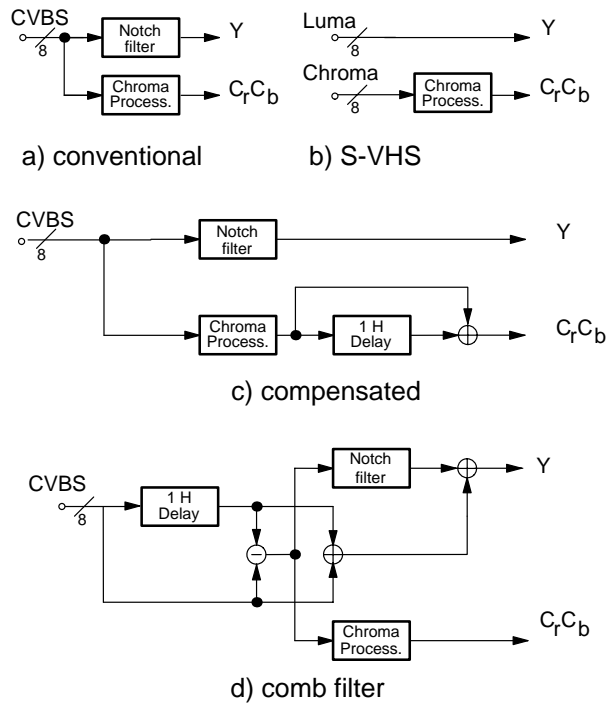 CVBS
8
Notch
filter
Y
Chroma
Process.
CrCb
a) conventional
Luma
8
Y
Chroma
8
Chroma
Process.
CrCb
b) S-VHS
CVBS
8
Notch
filter
Y
Chroma
Process.
1 H
Delay
CrCb
c) compensated
CVBS
8
1 H
Delay
Notch
filter
Y
Chroma
Process.
CrCb
d) comb filter